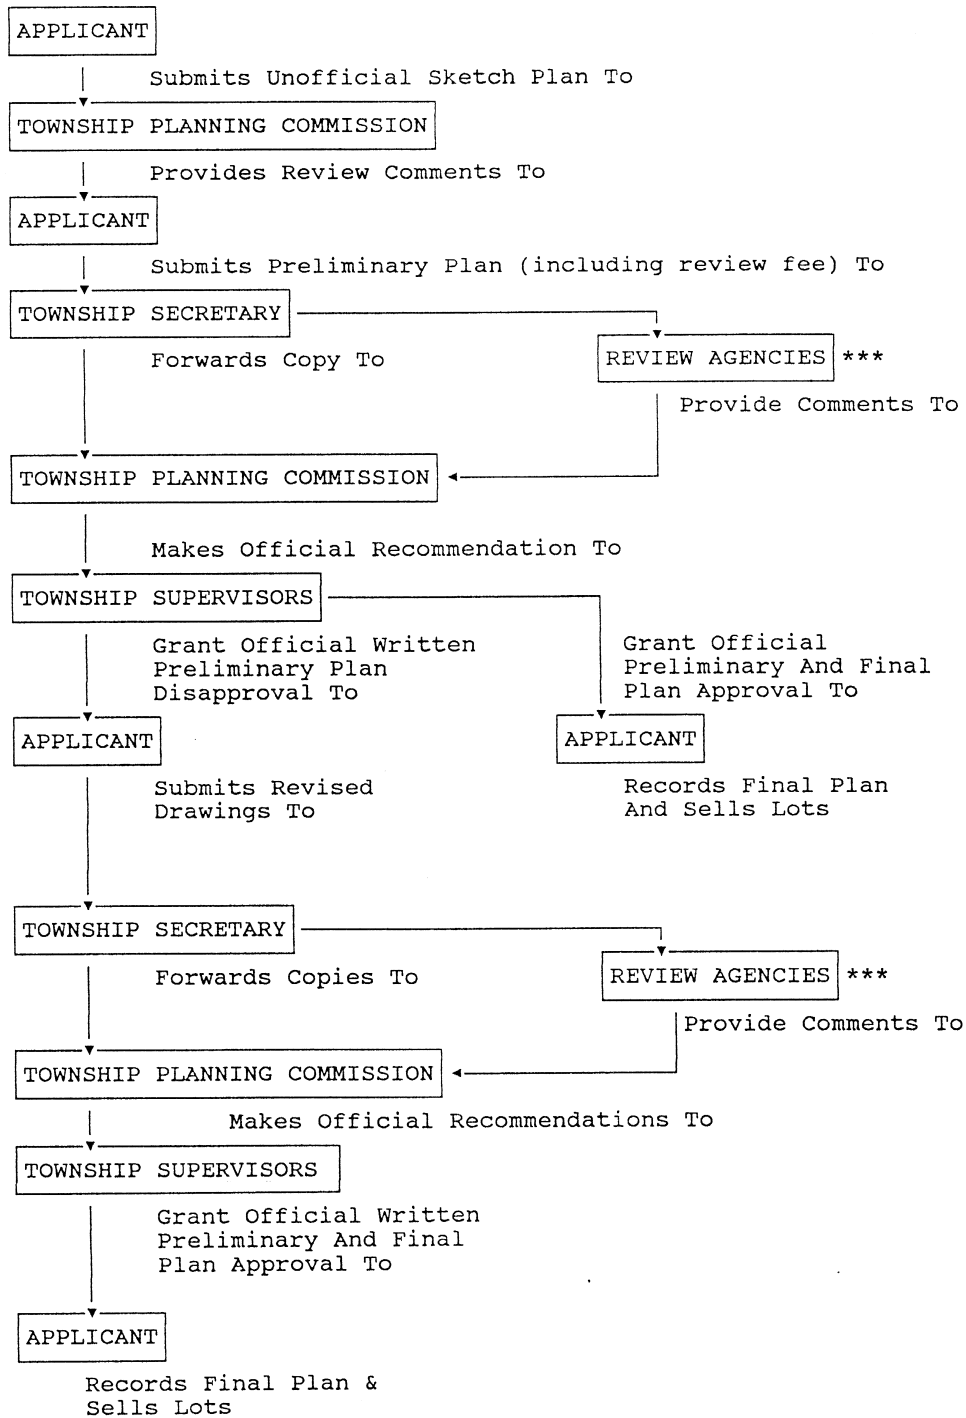 APPLICANT
Submits Unofficial Sketch Plan To
TOWNSHIP PLANNING COMMISSION
Provides Review Comments To
APPLICANT
Submits Preliminary Plan (including review fee) To
TOWNSHIP SECRETARY
Forwards Copy To
REVIEW AGENCIES ***
Provide Comments To
TOWNSHIP PLANNING COMMISSION
Makes Official Recommendation To
TOWNSHIP SUPERVISORS
Grant Official Written
Preliminary Plan
Disapproval To
Grant Official
Preliminary And Final
Plan Approval To
APPLICANT
APPLICANT
Submits Revised
Drawings To
Records Final Plan
And Sells Lots
TOWNSHIP SECRETARY
Forwards Copies To
REVIEW AGENCIES ***
Provide Comments To
TOWNSHIP PLANNING COMMISSION
Makes Official Recommendations To
TOWNSHIP SUPERVISORS
Grant Official Written
Preliminary And Final
Plan Approval To
APPLICANT
Records Final Plan &
Sells Lots